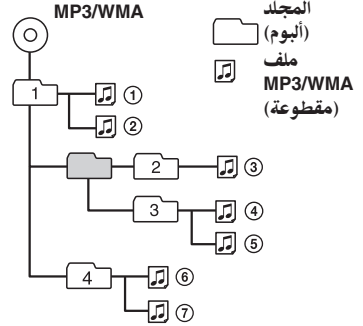 MP3/WMA
المجلد
(ألبوم)
ملف
MP3/WMA
(مقطوعة)
1
①
②
2
③
3
④
⑤
4
⑥
⑦